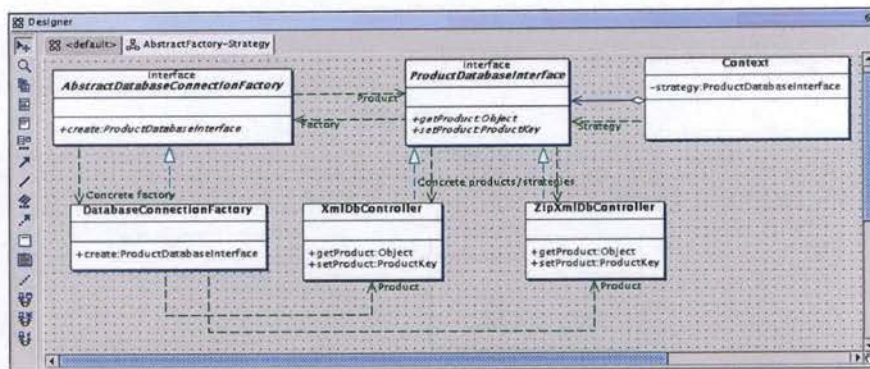 Designer
<default>
AbstractFactory-Strategy
Interface
AbstractDatabaseConnectionFactory
+create:ProductDatabaseInterface
Interface
ProductDatabaseInterface
+getProduct:Object
+setProduct:ProductKey
Context
-strategy:ProductDatabaseInterface
Product
Factory
Strategy
Concrete factory
Concrete products/strategies
DatabaseConnectionFactory
+create:ProductDatabaseInterface
XmlDbController
+getProduct:Object
+setProduct:ProductKey
ZipXmlDbController
+getProduct:Object
+setProduct:ProductKey
Product
Product